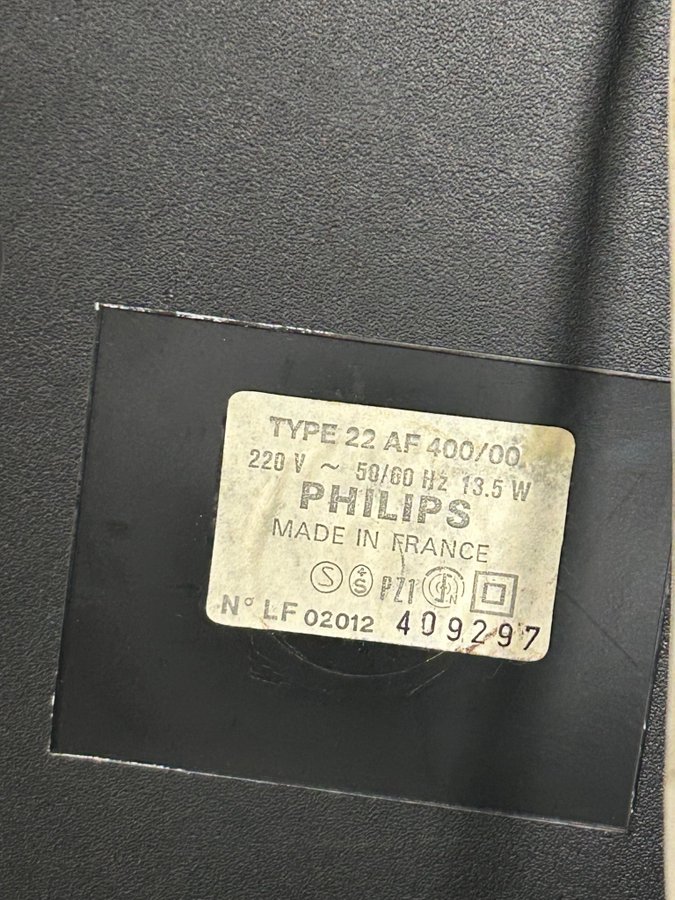 TYPE 22 AF 400/00
220 V ~ 50/60 Hz 13.5 W
PHILIPS
MADE IN FRANCE
S S PZ1
N° LF 02012 409297